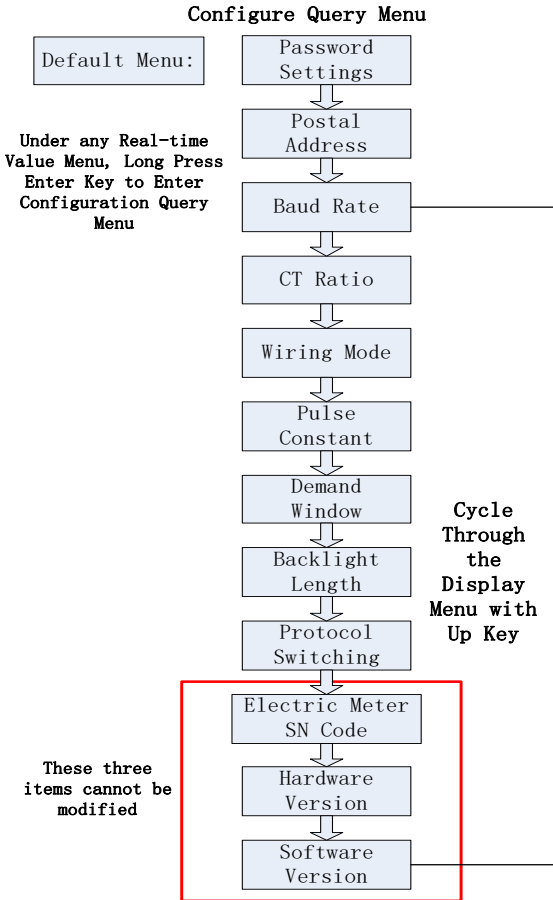 Configure Query Menu
Default Menu:
Password
Settings
Postal
Address
Under any Real-time
Value Menu, Long Press
Enter Key to Enter
Configuration Query
Menu
Baud Rate
CT Ratio
Wiring Mode
Pulse
Constant
Demand
Window
Backlight
Length
Cycle
Through
the
Display
Menu with
Up Key
Protocol
Switching
Electric Meter
SN Code
These three
items cannot be
modified
Hardware
Version
Software
Version